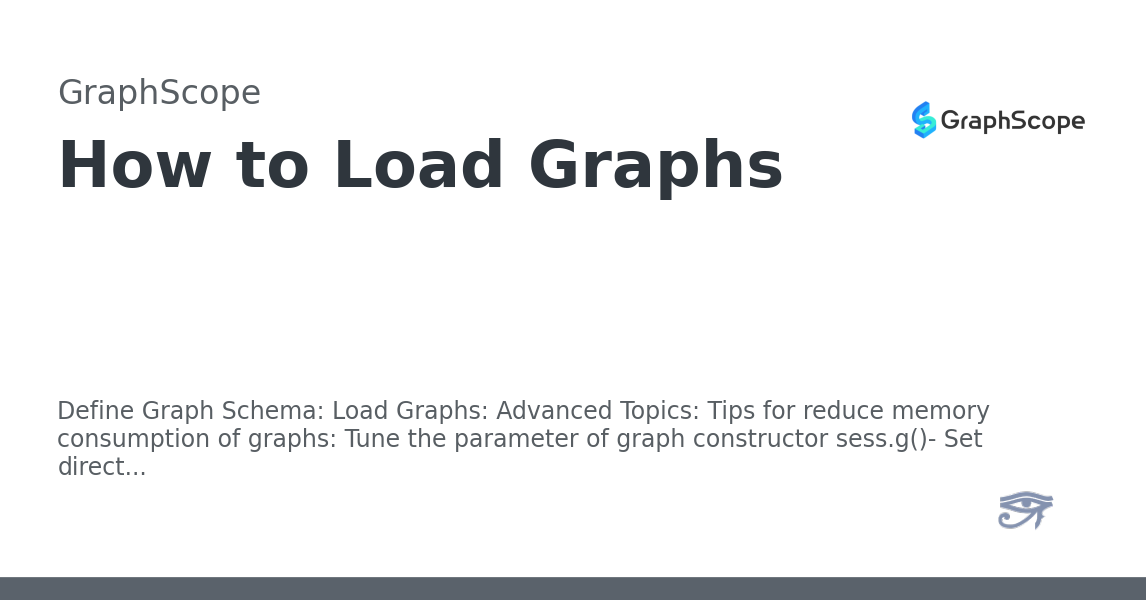 GraphScope
How to Load Graphs
GraphScope
Define Graph Schema: Load Graphs: Advanced Topics: Tips for reduce memory
consumption of graphs: Tune the parameter of graph constructor sess.g()- Set
direct...